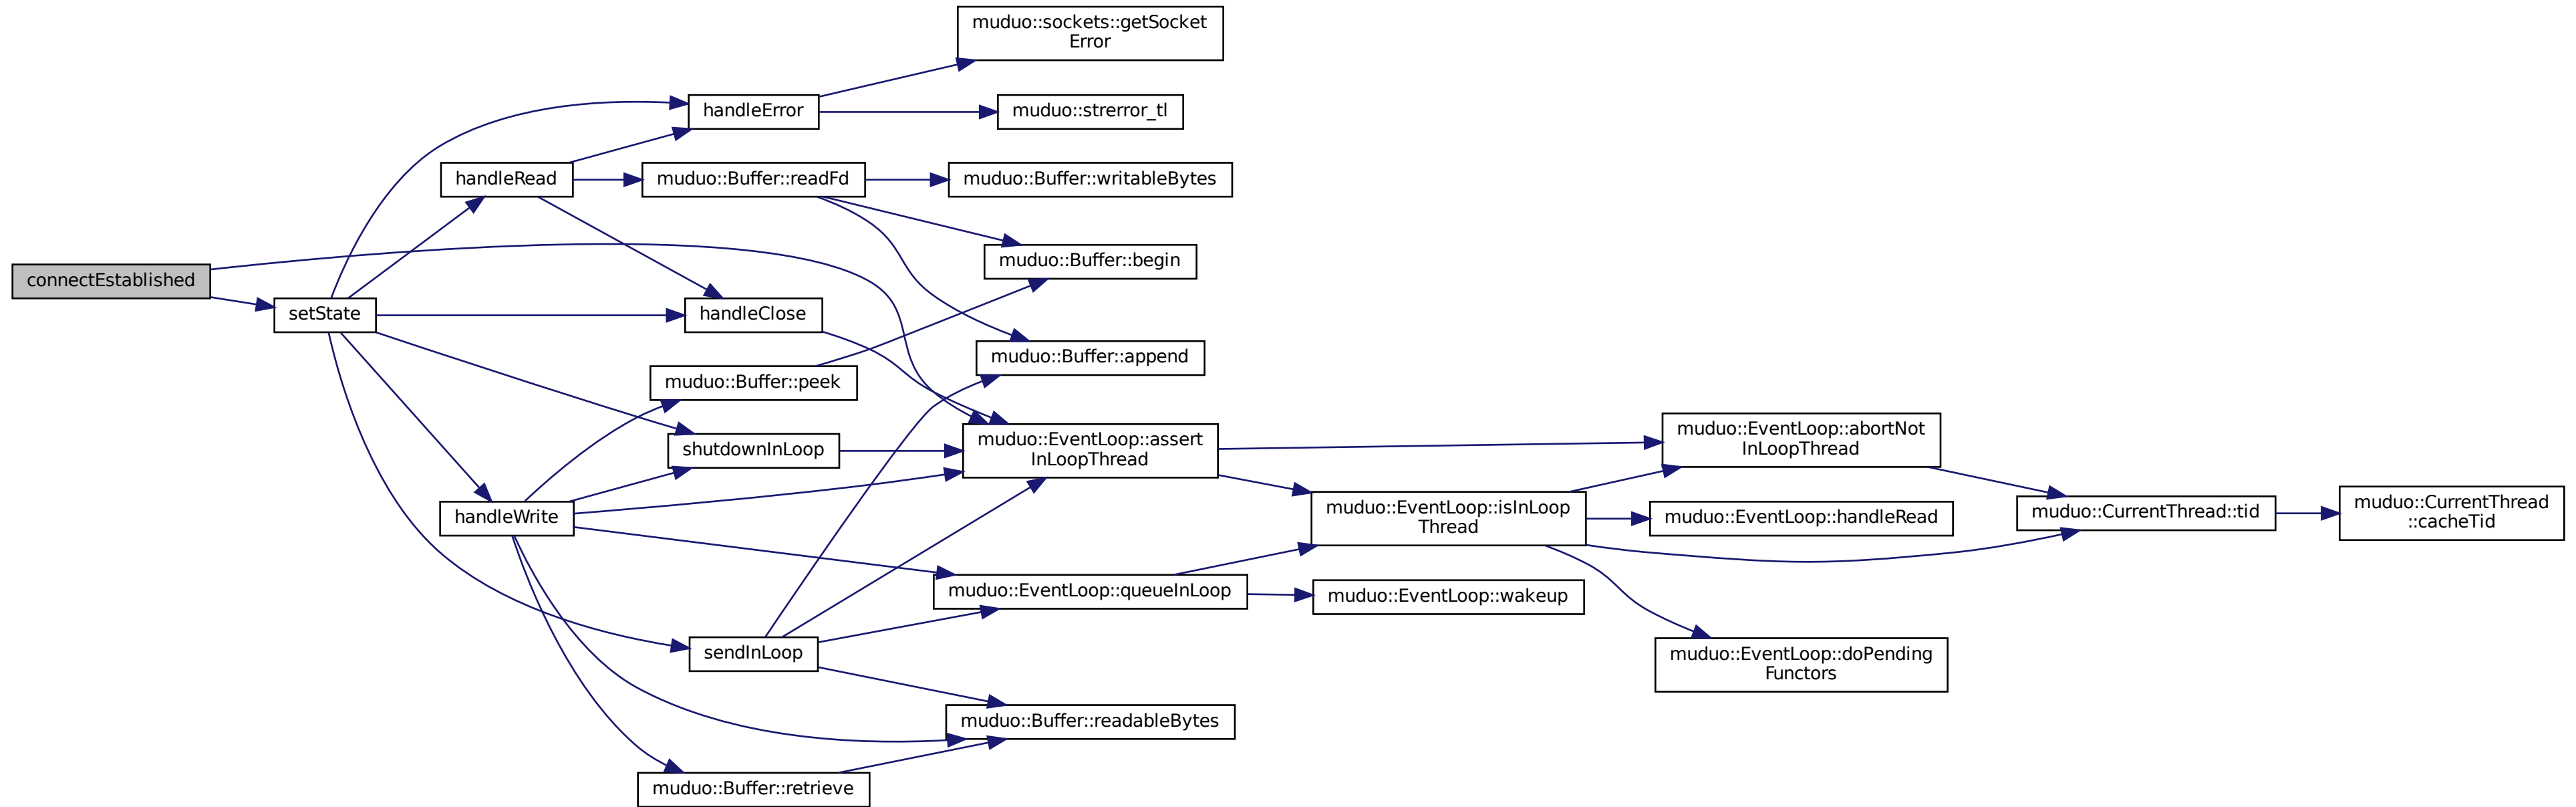 muduo::sockets::getSocket
Error
handleError
muduo::strerror_tl
handleRead
muduo::Buffer::readFd
muduo::Buffer::writableBytes
muduo::Buffer::begin
connectEstablished
setState
handleClose
muduo::Buffer::append
muduo::Buffer::peek
shutdownInLoop
muduo::EventLoop::assert
InLoopThread
muduo::EventLoop::abortNot
InLoopThread
handleWrite
muduo::EventLoop::isInLoop
Thread
muduo::EventLoop::handleRead
muduo::CurrentThread::tid
muduo::CurrentThread
::cacheTid
muduo::EventLoop::queueInLoop
muduo::EventLoop::wakeup
sendInLoop
muduo::EventLoop::doPending
Functors
muduo::Buffer::readableBytes
muduo::Buffer::retrieve